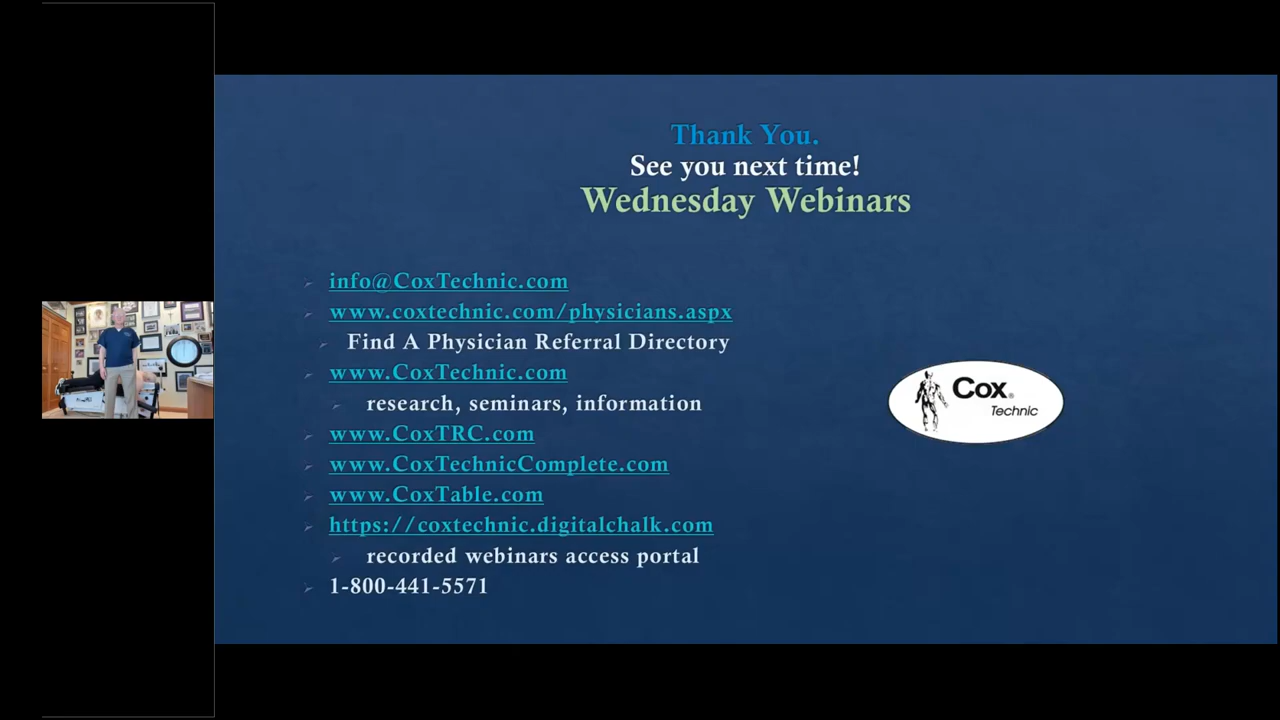 Thank You.
See you next time!
Wednesday Webinars
info@CoxTechnic.com
www.coxtechnic.com/physicians.aspx
Find A Physician Referral Directory
www.CoxTechnic.com
research, seminars, information
www.CoxTRC.com
www.CoxTechnicComplete.com
www.CoxTable.com
https://coxtechnic.digitalchalk.com
recorded webinars access portal
1-800-441-5571
Cox®
Technic